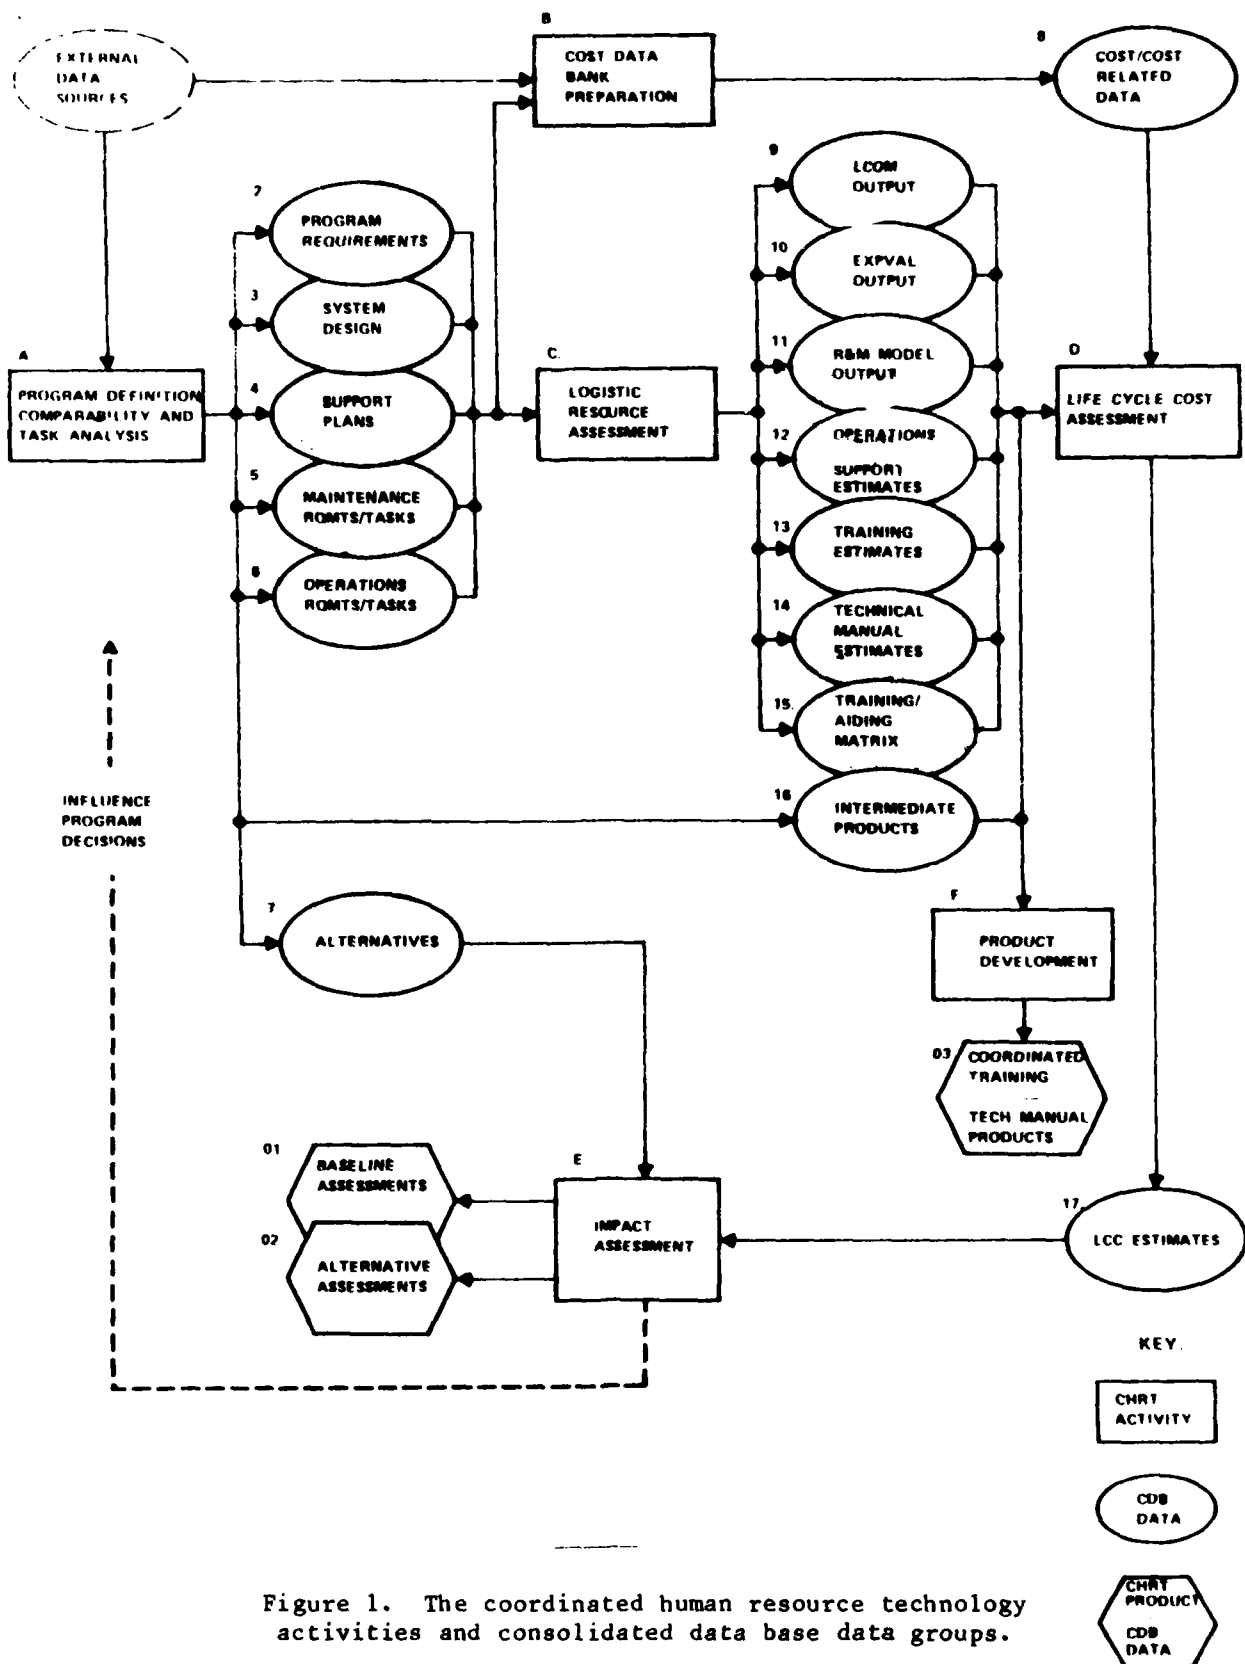 EXTERNAL
DATA
SOURCES
B
COST DATA
BANK
PREPARATION
8
COST/COST
RELATED
DATA
2
PROGRAM
REQUIREMENTS
3
SYSTEM
DESIGN
4
SUPPORT
PLANS
5
MAINTENANCE
RQMTS/TASKS
6
OPERATIONS
RQMTS/TASKS
A
PROGRAM DEFINITION
COMPARABILITY AND
TASK ANALYSIS
C.
LOGISTIC
RESOURCE
ASSESSMENT
9
LCOM
OUTPUT
10
EXPVAL
OUTPUT
11
R&M MODEL
OUTPUT
12
OPERATIONS
SUPPORT
ESTIMATES
13
TRAINING
ESTIMATES
14
TECHNICAL
MANUAL
ESTIMATES
15.
TRAINING/
AIDING
MATRIX
16
INTERMEDIATE
PRODUCTS
D
LIFE CYCLE COST
ASSESSMENT
INFLUENCE
PROGRAM
DECISIONS
7
ALTERNATIVES
F
PRODUCT
DEVELOPMENT
03
COORDINATED
TRAINING
TECH MANUAL
PRODUCTS
01
BASELINE
ASSESSMENTS
02
ALTERNATIVE
ASSESSMENTS
E
IMPACT
ASSESSMENT
17.
LCC ESTIMATES
KEY.
CHRT
ACTIVITY
CDB
DATA
CHRT
PRODUCT
CDB
DATA
Figure 1. The coordinated human resource technology
activities and consolidated data base data groups.